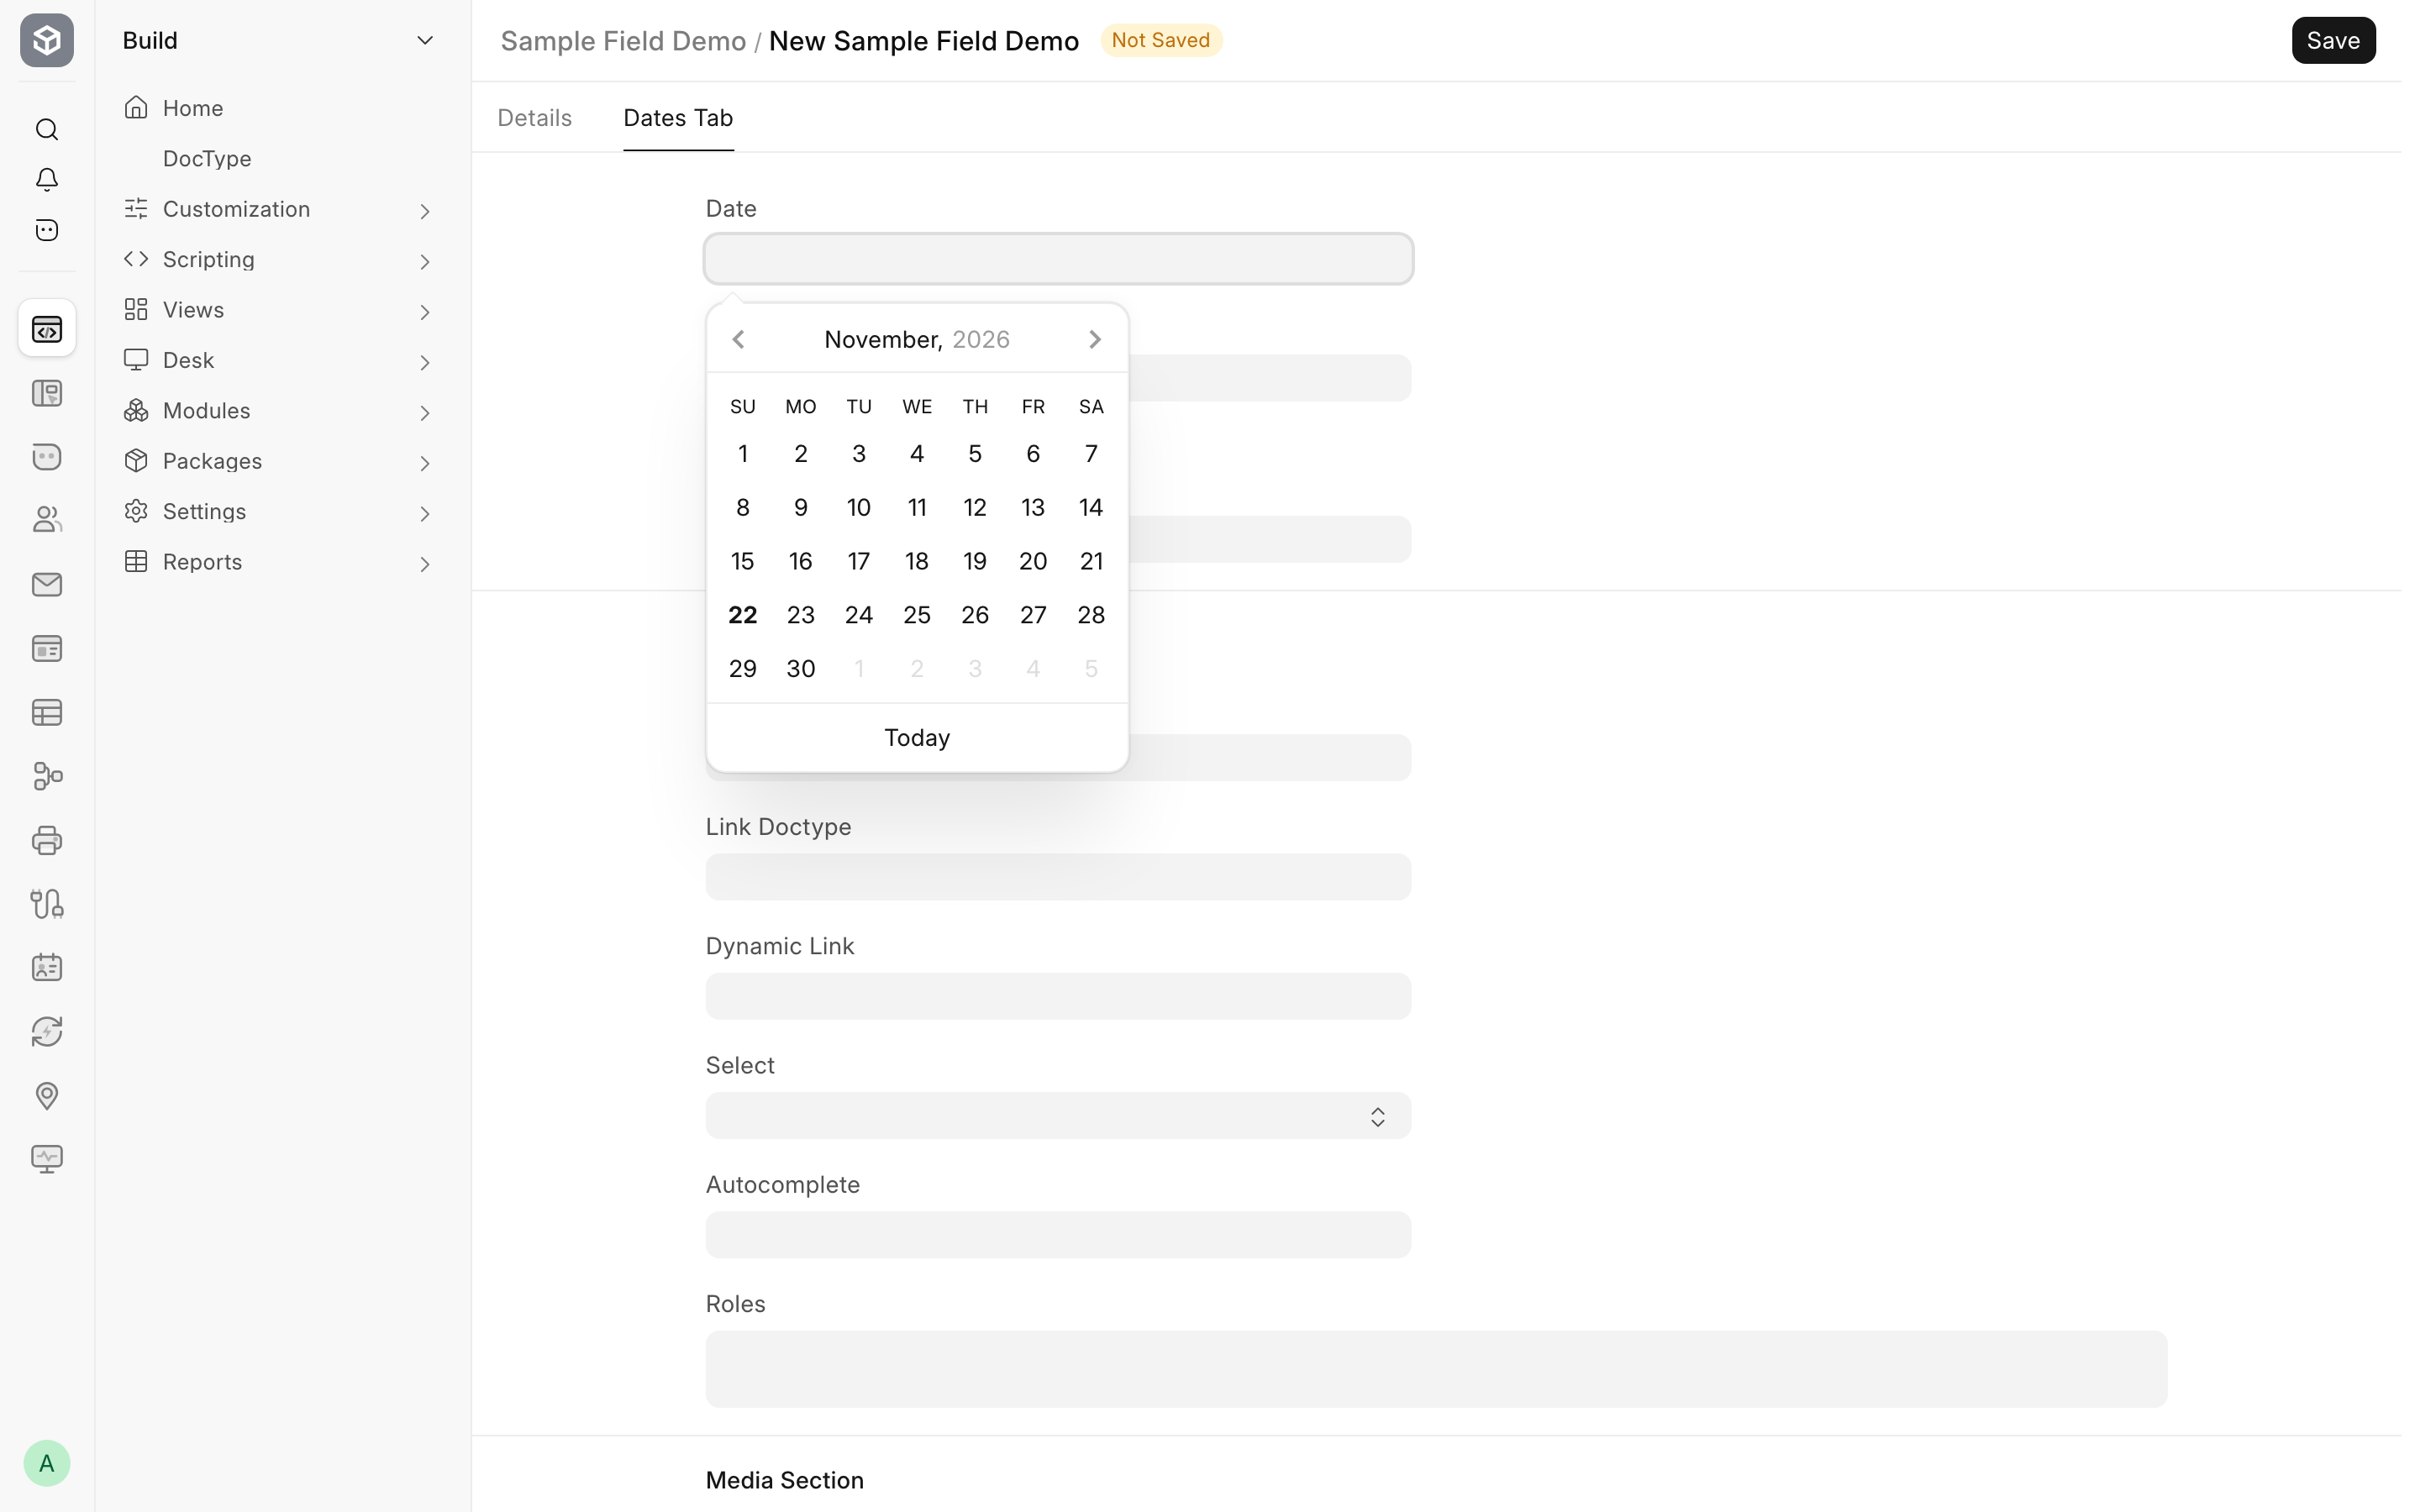 Build
Home
DocType
Customization
Scripting
Views
Desk
Modules
Packages
Settings
Reports
A
Sample Field Demo / New Sample Field Demo
Not Saved
Save
Details
Dates Tab
Date
November, 2026
SU MO TU WE TH FR SA
1 2 3 4 5 6 7
8 9 10 11 12 13 14
15 16 17 18 19 20 21
22 23 24 25 26 27 28
29 30 1 2 3 4 5
Today
Link Doctype
Dynamic Link
Select
Autocomplete
Roles
Media Section